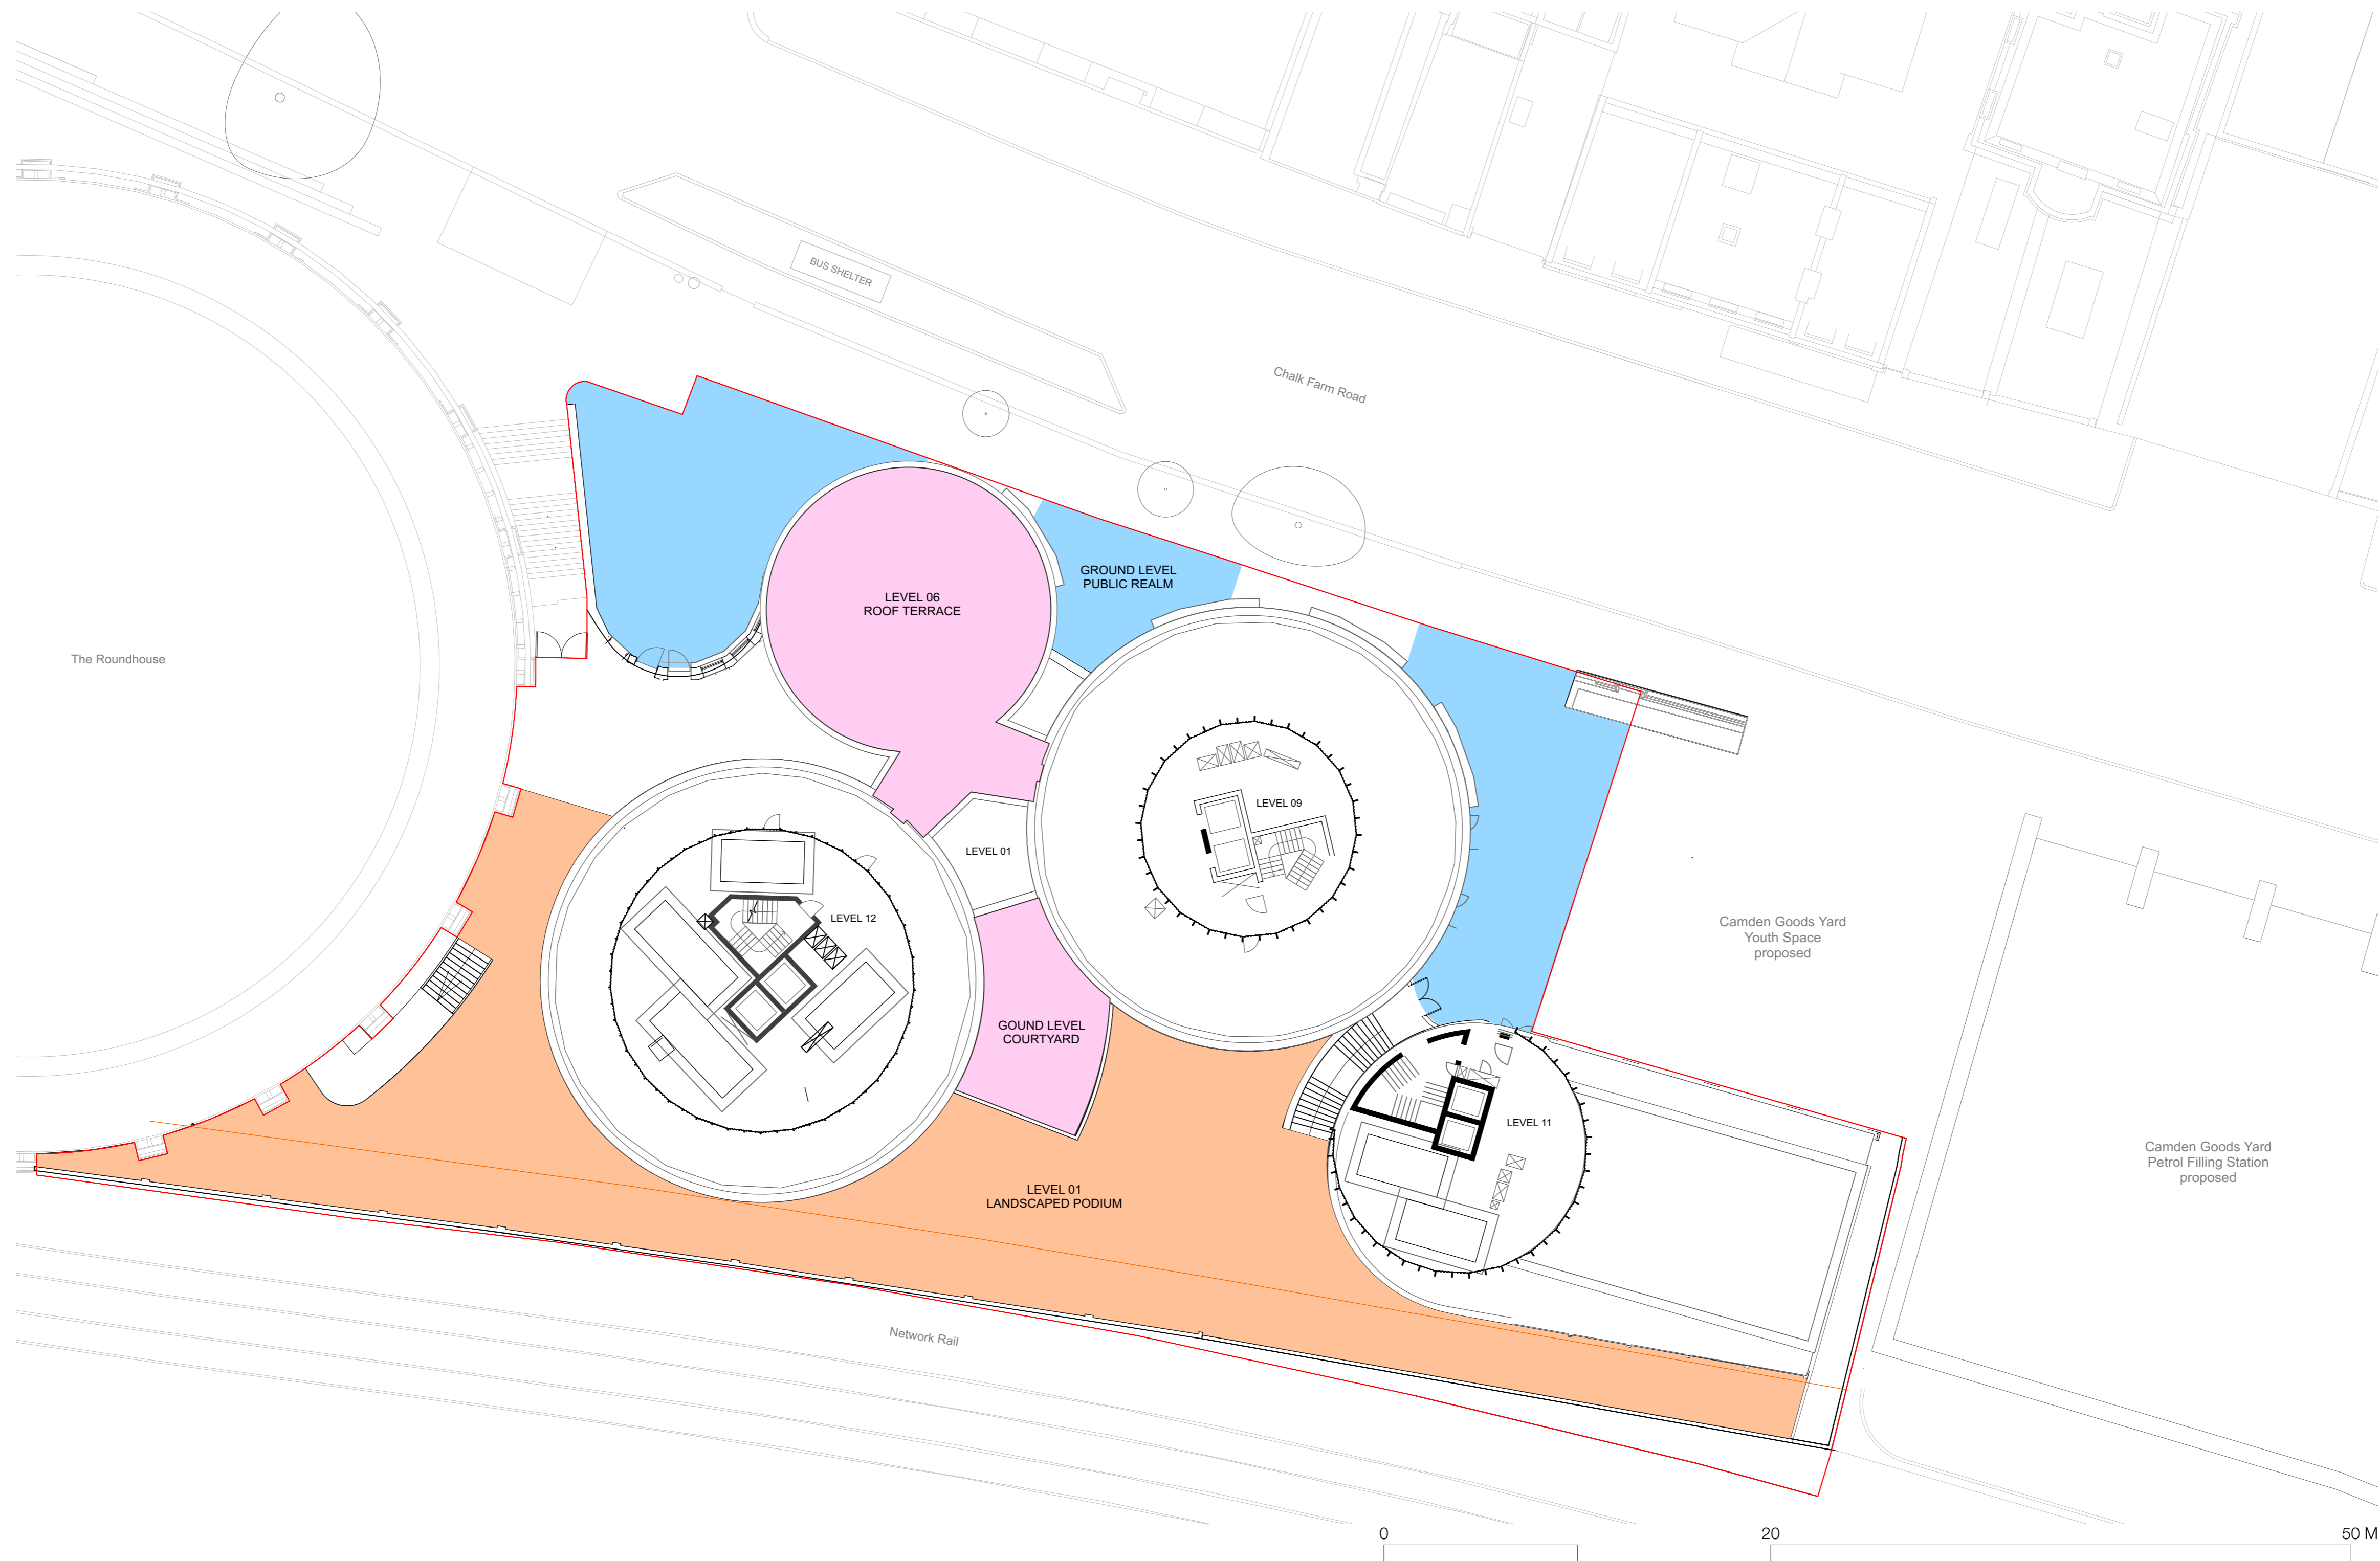 BUS SHELTER
Chalk Farm Road
GROUND LEVEL
PUBLIC REALM
LEVEL 06
ROOF TERRACE
The Roundhouse
LEVEL 09
LEVEL 01
LEVEL 12
Camden Goods Yard
Youth Space
proposed
GOUND LEVEL
COURTYARD
LEVEL 11
Camden Goods Yard
Petrol Filling Station
proposed
LEVEL 01
LANDSCAPED PODIUM
Network Rail
0 20 50 M